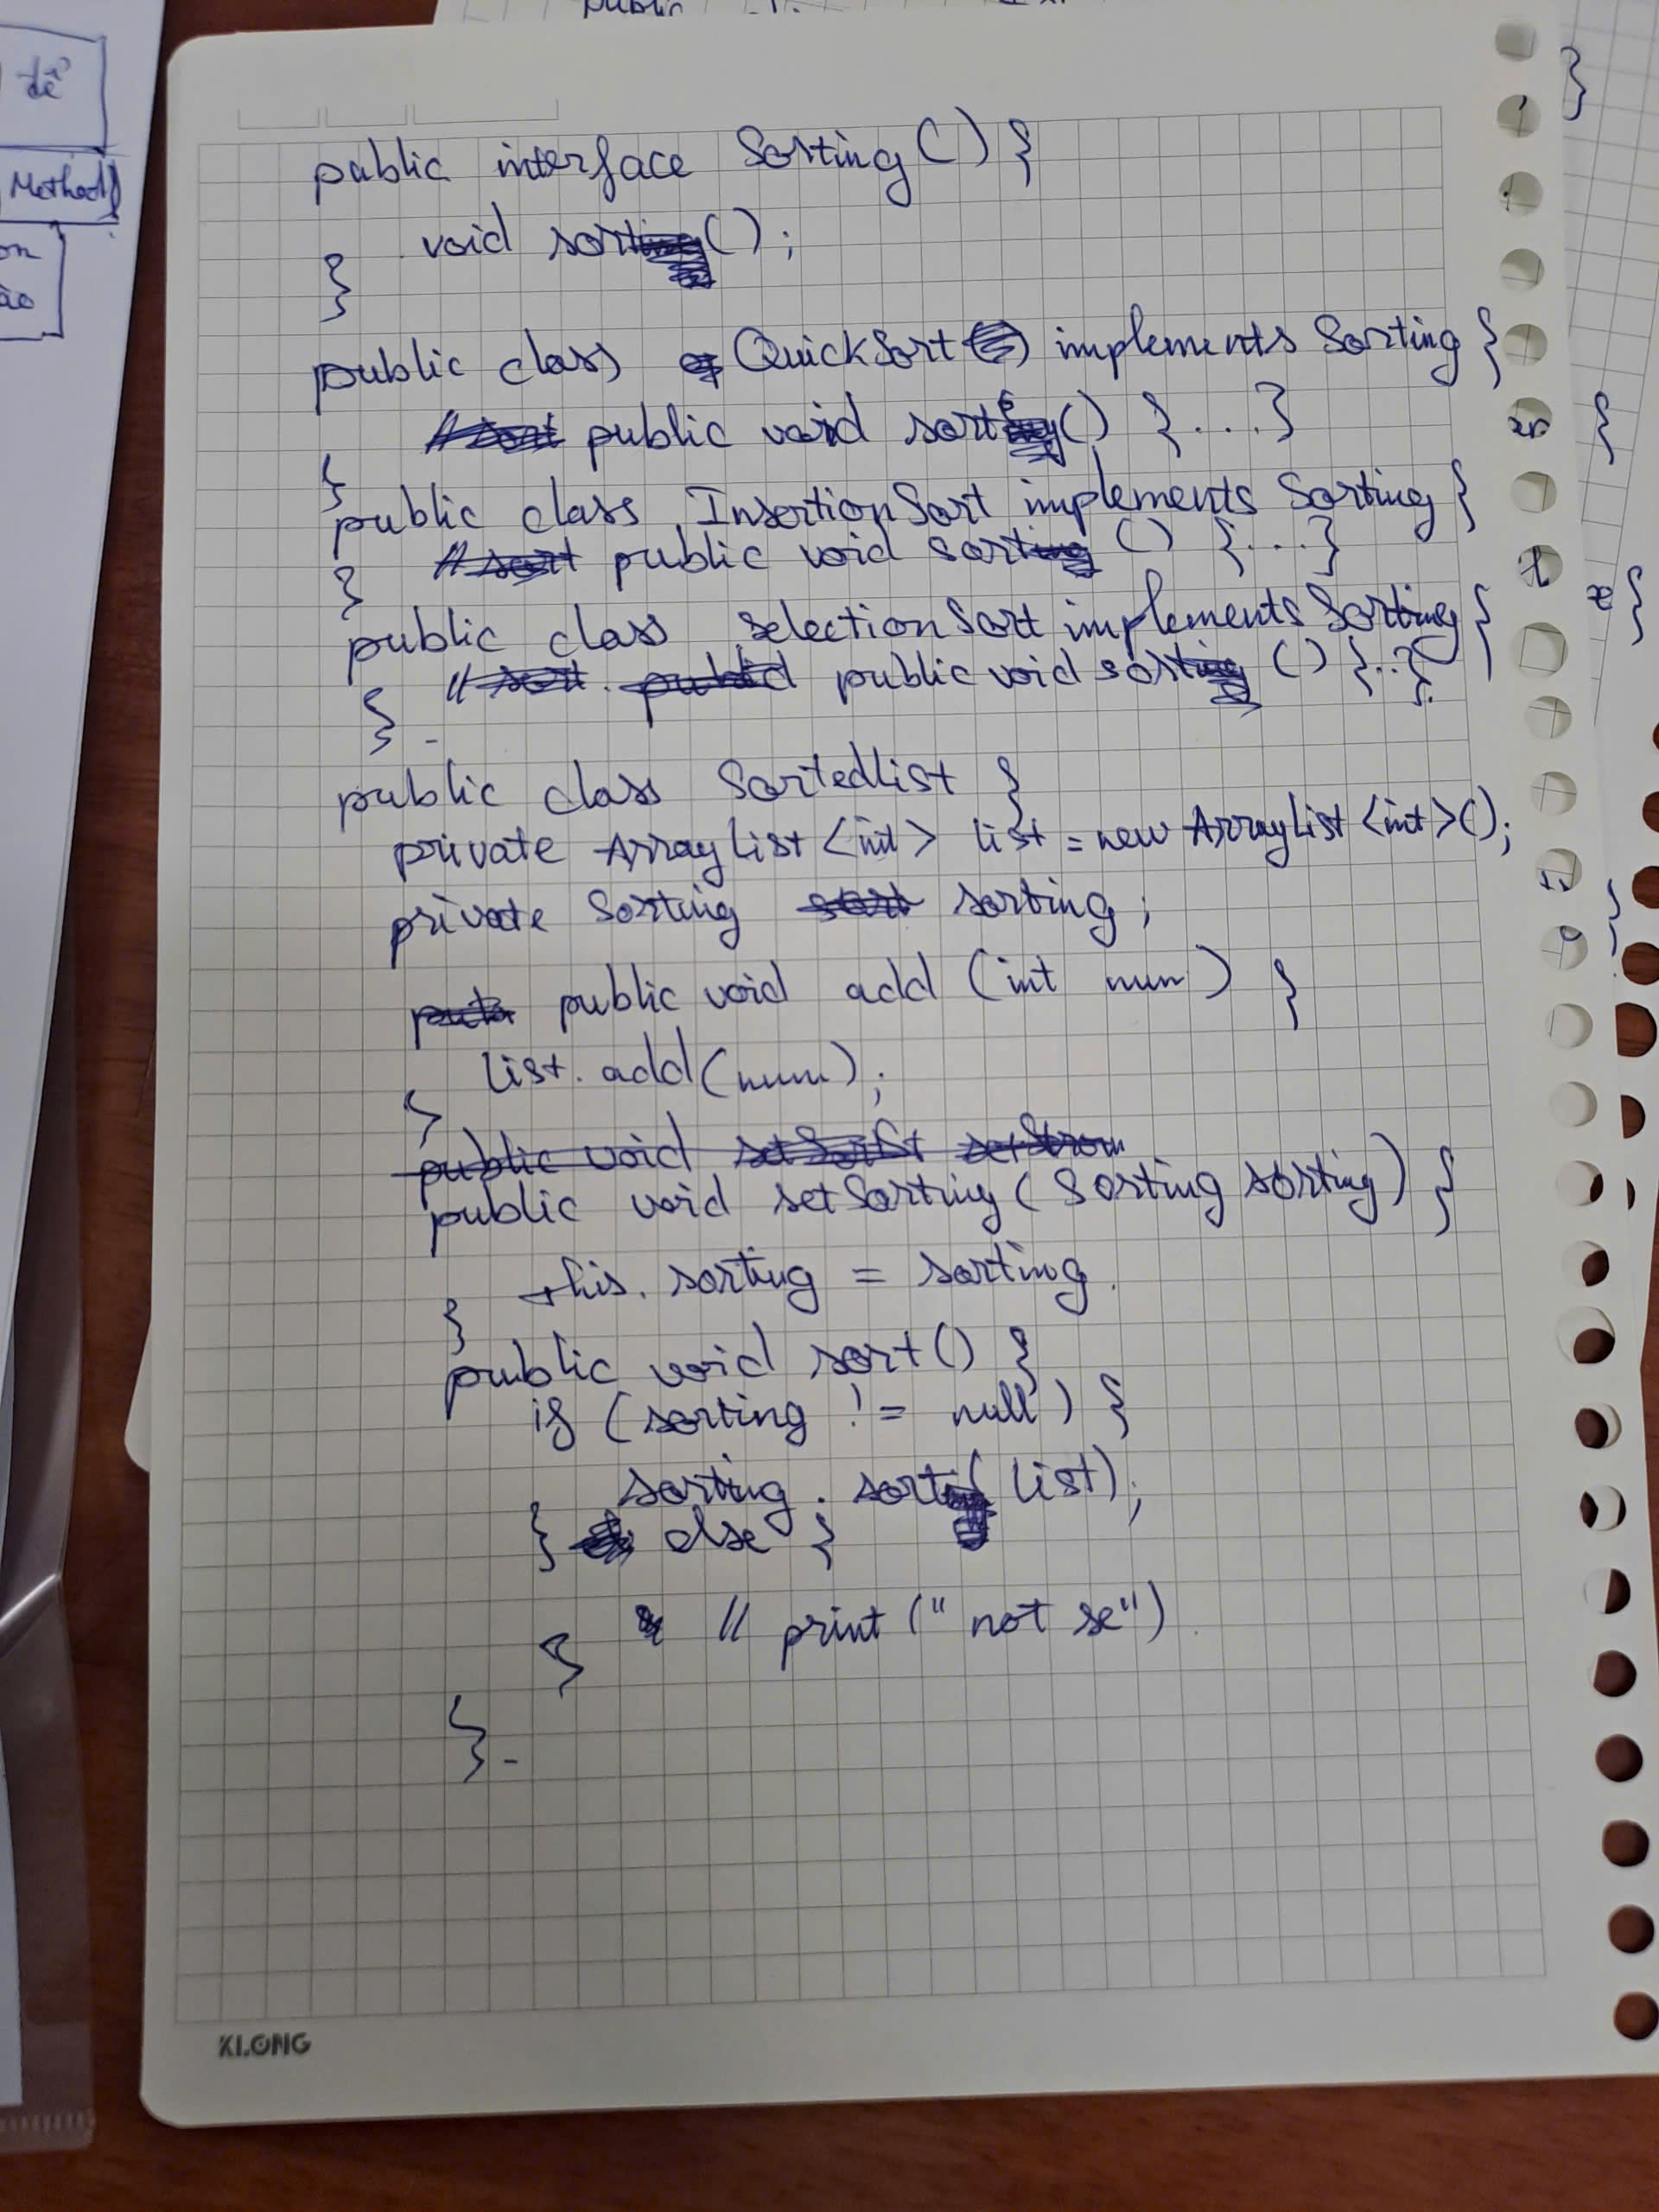 public
dề
Method
on
ào
public interface Sorting () {
void sort();
}
public class QuickSort implements Sorting {
public void sort() {...}
}
public class InsertionSort implements Sorting {
public void sort () {...}
}
public class SelectionSort implements Sorting {
// public void sort () {..}.
} -
public class SortedList {
private ArrayList <int> list = new ArrayList <int>();
private Sorting sorting;
public void add (int num) {
list.add(num);
}
public void
public void setSorting (Sorting sorting) {
this.sorting = sorting.
}
public void sort() {
if (sorting != null) {
sorting.sort(list);
} else {
// print (" not se").
}
}.-
KLONG